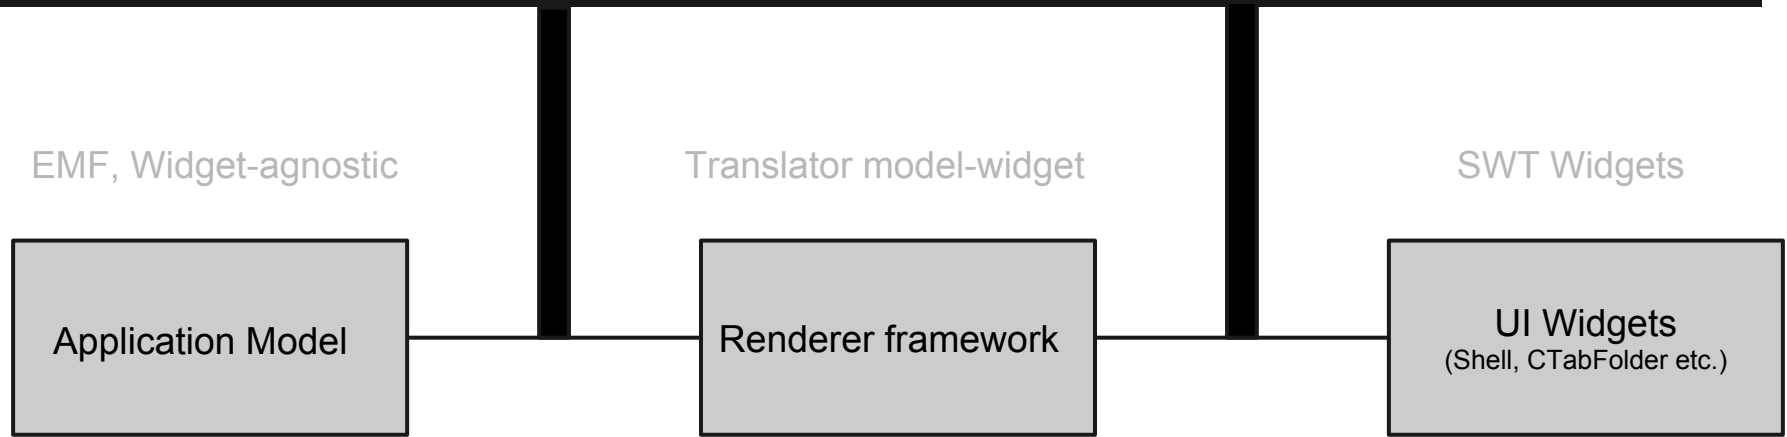 EMF, Widget-agnostic
Translator model-widget
SWT Widgets
Application Model
Renderer framework
UI Widgets
(Shell, CTabFolder etc.)